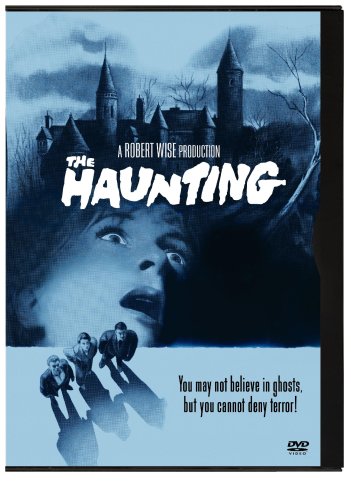 A ROBERT WISE PRODUCTION
THE
HAUNTING
You may not believe in ghosts,
but you cannot deny terror!
DVD
VIDEO